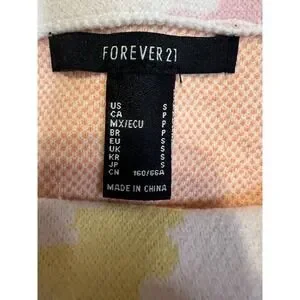 FOREVER 21
US S
CA P
MX/ECU P
BR P
EU S
UK S
KR S
JP S
CN 160/66A
MADE IN CHINA